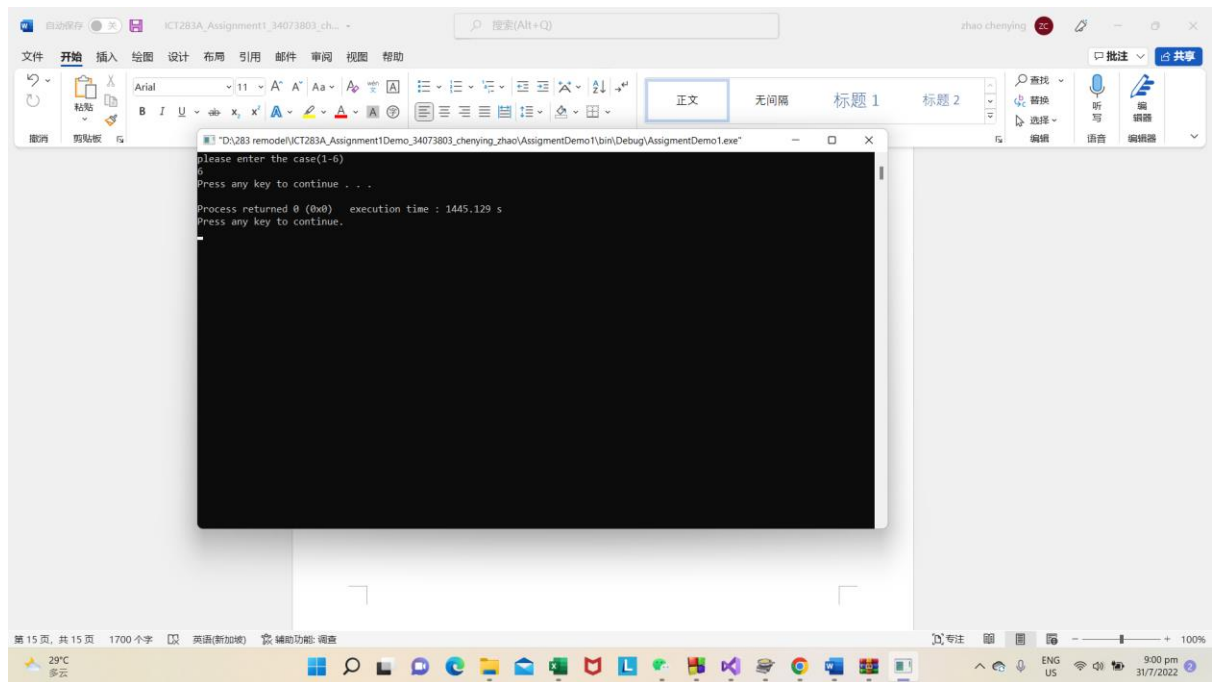 自动保存 关 ICT283A_Assignment1_34073803_ch... 搜索(Alt+Q) zhao chenying ZC
文件 开始 插入 绘图 设计 布局 引用 邮件 审阅 视图 帮助 批注 共享
Arial 11
粘贴
正文 无间隔 标题 1 标题 2
查找
替换
选择
听写
编辑器
撤消 剪贴板 编辑 语音 编辑器
"D:\283 remodel\ICT283A_Assignment1Demo_34073803_chenying_zhao\AssigmentDemo1\bin\Debug\AssigmentDemo1.exe"
please enter the case(1-6)
6
Press any key to continue . . .
Process returned 0 (0x0) execution time : 1445.129 s
Press any key to continue.
第 15 页，共 15 页 1700 个字 英语(新加坡) 辅助功能: 调查 专注 100%
29°C
多云
ENG
US
9:00 pm
31/7/2022
2